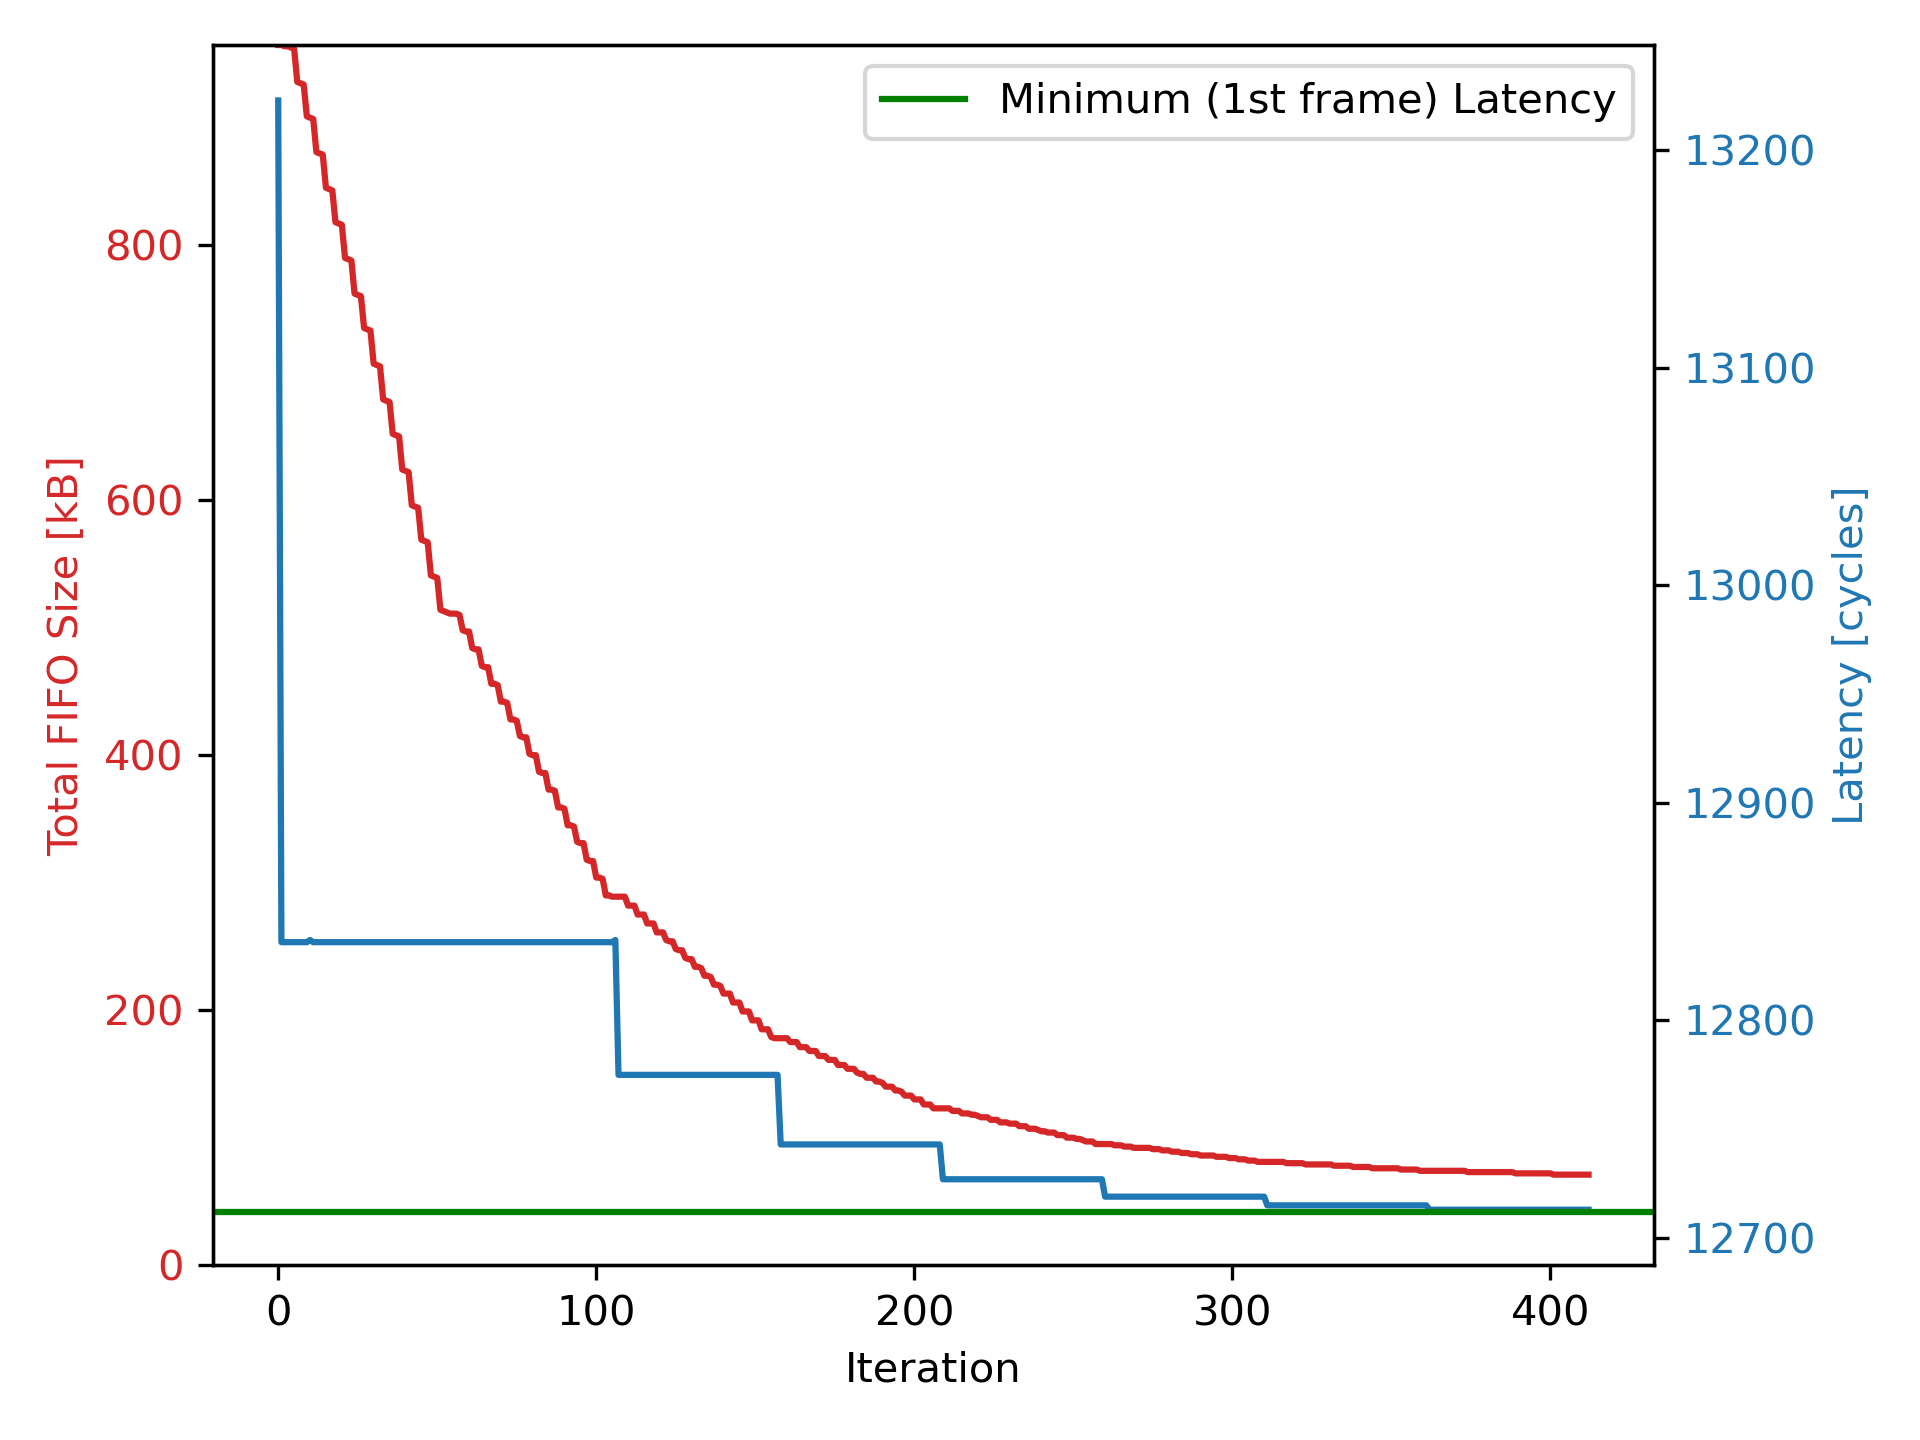 Minimum (1st frame) Latency
Total FIFO Size [kB]
800
600
400
200
0
13200
13100
13000
12900
12800
12700
Latency [cycles]
0 100 200 300 400
Iteration